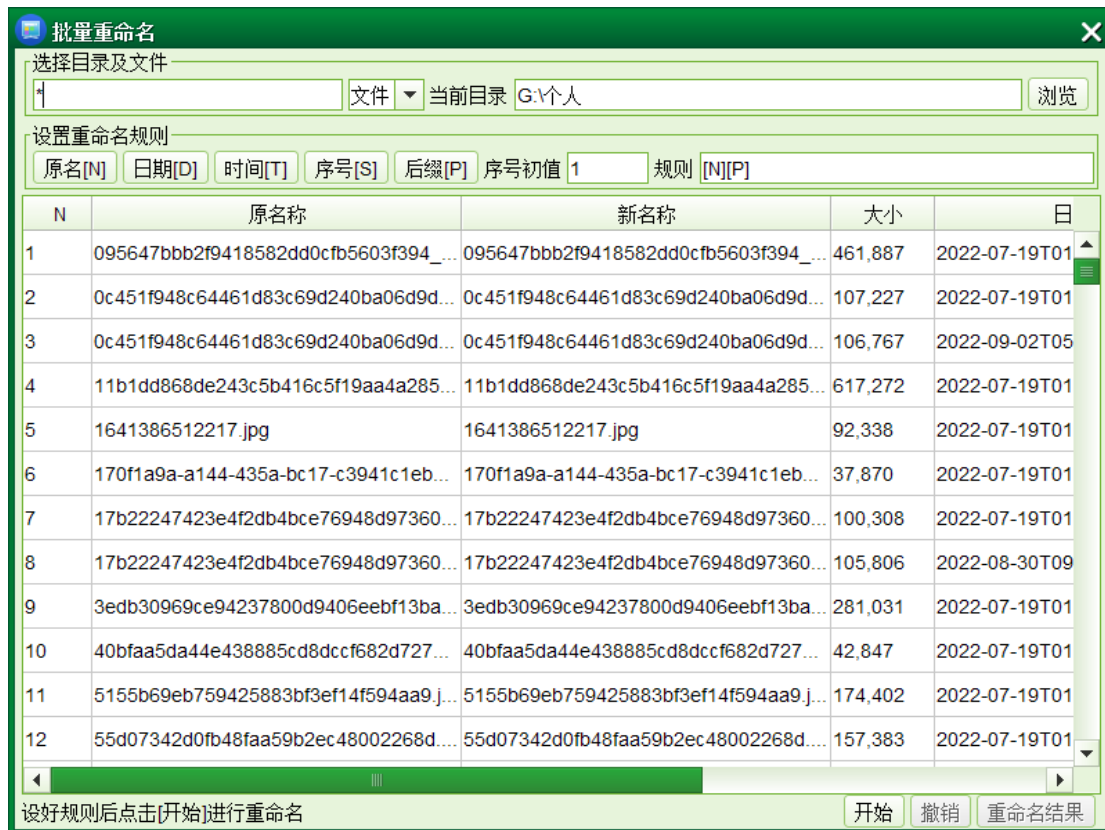 批量重命名
选择目录及文件
* 文件 当前目录 G:\个人 浏览
设置重命名规则
原名[N] 日期[D] 时间[T] 序号[S] 后缀[P] 序号初值 1 规则 [N][P]
N 原名称 新名称 大小 日
1 095647bbb2f9418582dd0cfb5603f394_... 095647bbb2f9418582dd0cfb5603f394_... 461,887 2022-07-19T01
2 0c451f948c64461d83c69d240ba06d9d... 0c451f948c64461d83c69d240ba06d9d... 107,227 2022-07-19T01
3 0c451f948c64461d83c69d240ba06d9d... 0c451f948c64461d83c69d240ba06d9d... 106,767 2022-09-02T05
4 11b1dd868de243c5b416c5f19aa4a285... 11b1dd868de243c5b416c5f19aa4a285... 617,272 2022-07-19T01
5 1641386512217.jpg 1641386512217.jpg 92,338 2022-07-19T01
6 170f1a9a-a144-435a-bc17-c3941c1eb... 170f1a9a-a144-435a-bc17-c3941c1eb... 37,870 2022-07-19T01
7 17b22247423e4f2db4bce76948d97360... 17b22247423e4f2db4bce76948d97360... 100,308 2022-07-19T01
8 17b22247423e4f2db4bce76948d97360... 17b22247423e4f2db4bce76948d97360... 105,806 2022-08-30T09
9 3edb30969ce94237800d9406eebf13ba... 3edb30969ce94237800d9406eebf13ba... 281,031 2022-07-19T01
10 40bfaa5da44e438885cd8dccf682d727... 40bfaa5da44e438885cd8dccf682d727... 42,847 2022-07-19T01
11 5155b69eb759425883bf3ef14f594aa9.j... 5155b69eb759425883bf3ef14f594aa9.j... 174,402 2022-07-19T01
12 55d07342d0fb48faa59b2ec48002268d.... 55d07342d0fb48faa59b2ec48002268d.... 157,383 2022-07-19T01
设好规则后点击[开始]进行重命名 开始 撤销 重命名结果